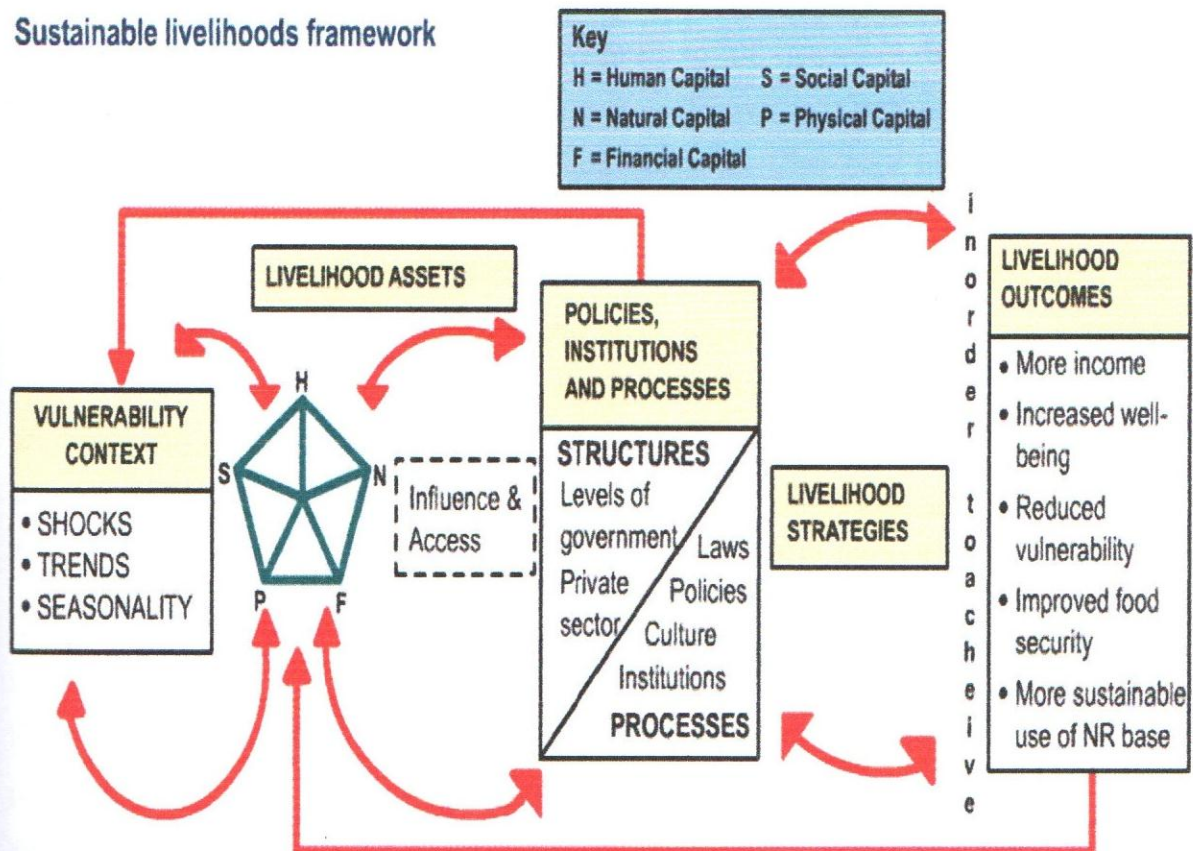 Sustainable livelihoods framework
Key
H = Human Capital S = Social Capital
N = Natural Capital P = Physical Capital
F = Financial Capital
LIVELIHOOD ASSETS
VULNERABILITY
CONTEXT
• SHOCKS
• TRENDS
• SEASONALITY
H
S
N
P
F
Influence &
Access
POLICIES,
INSTITUTIONS
AND PROCESSES
STRUCTURES
Levels of
government
Private
sector
Laws
Policies
Culture
Institutions
PROCESSES
LIVELIHOOD
STRATEGIES
inorder to acheive
LIVELIHOOD
OUTCOMES
• More income
• Increased well-
being
• Reduced
vulnerability
• Improved food
security
• More sustainable
use of NR base